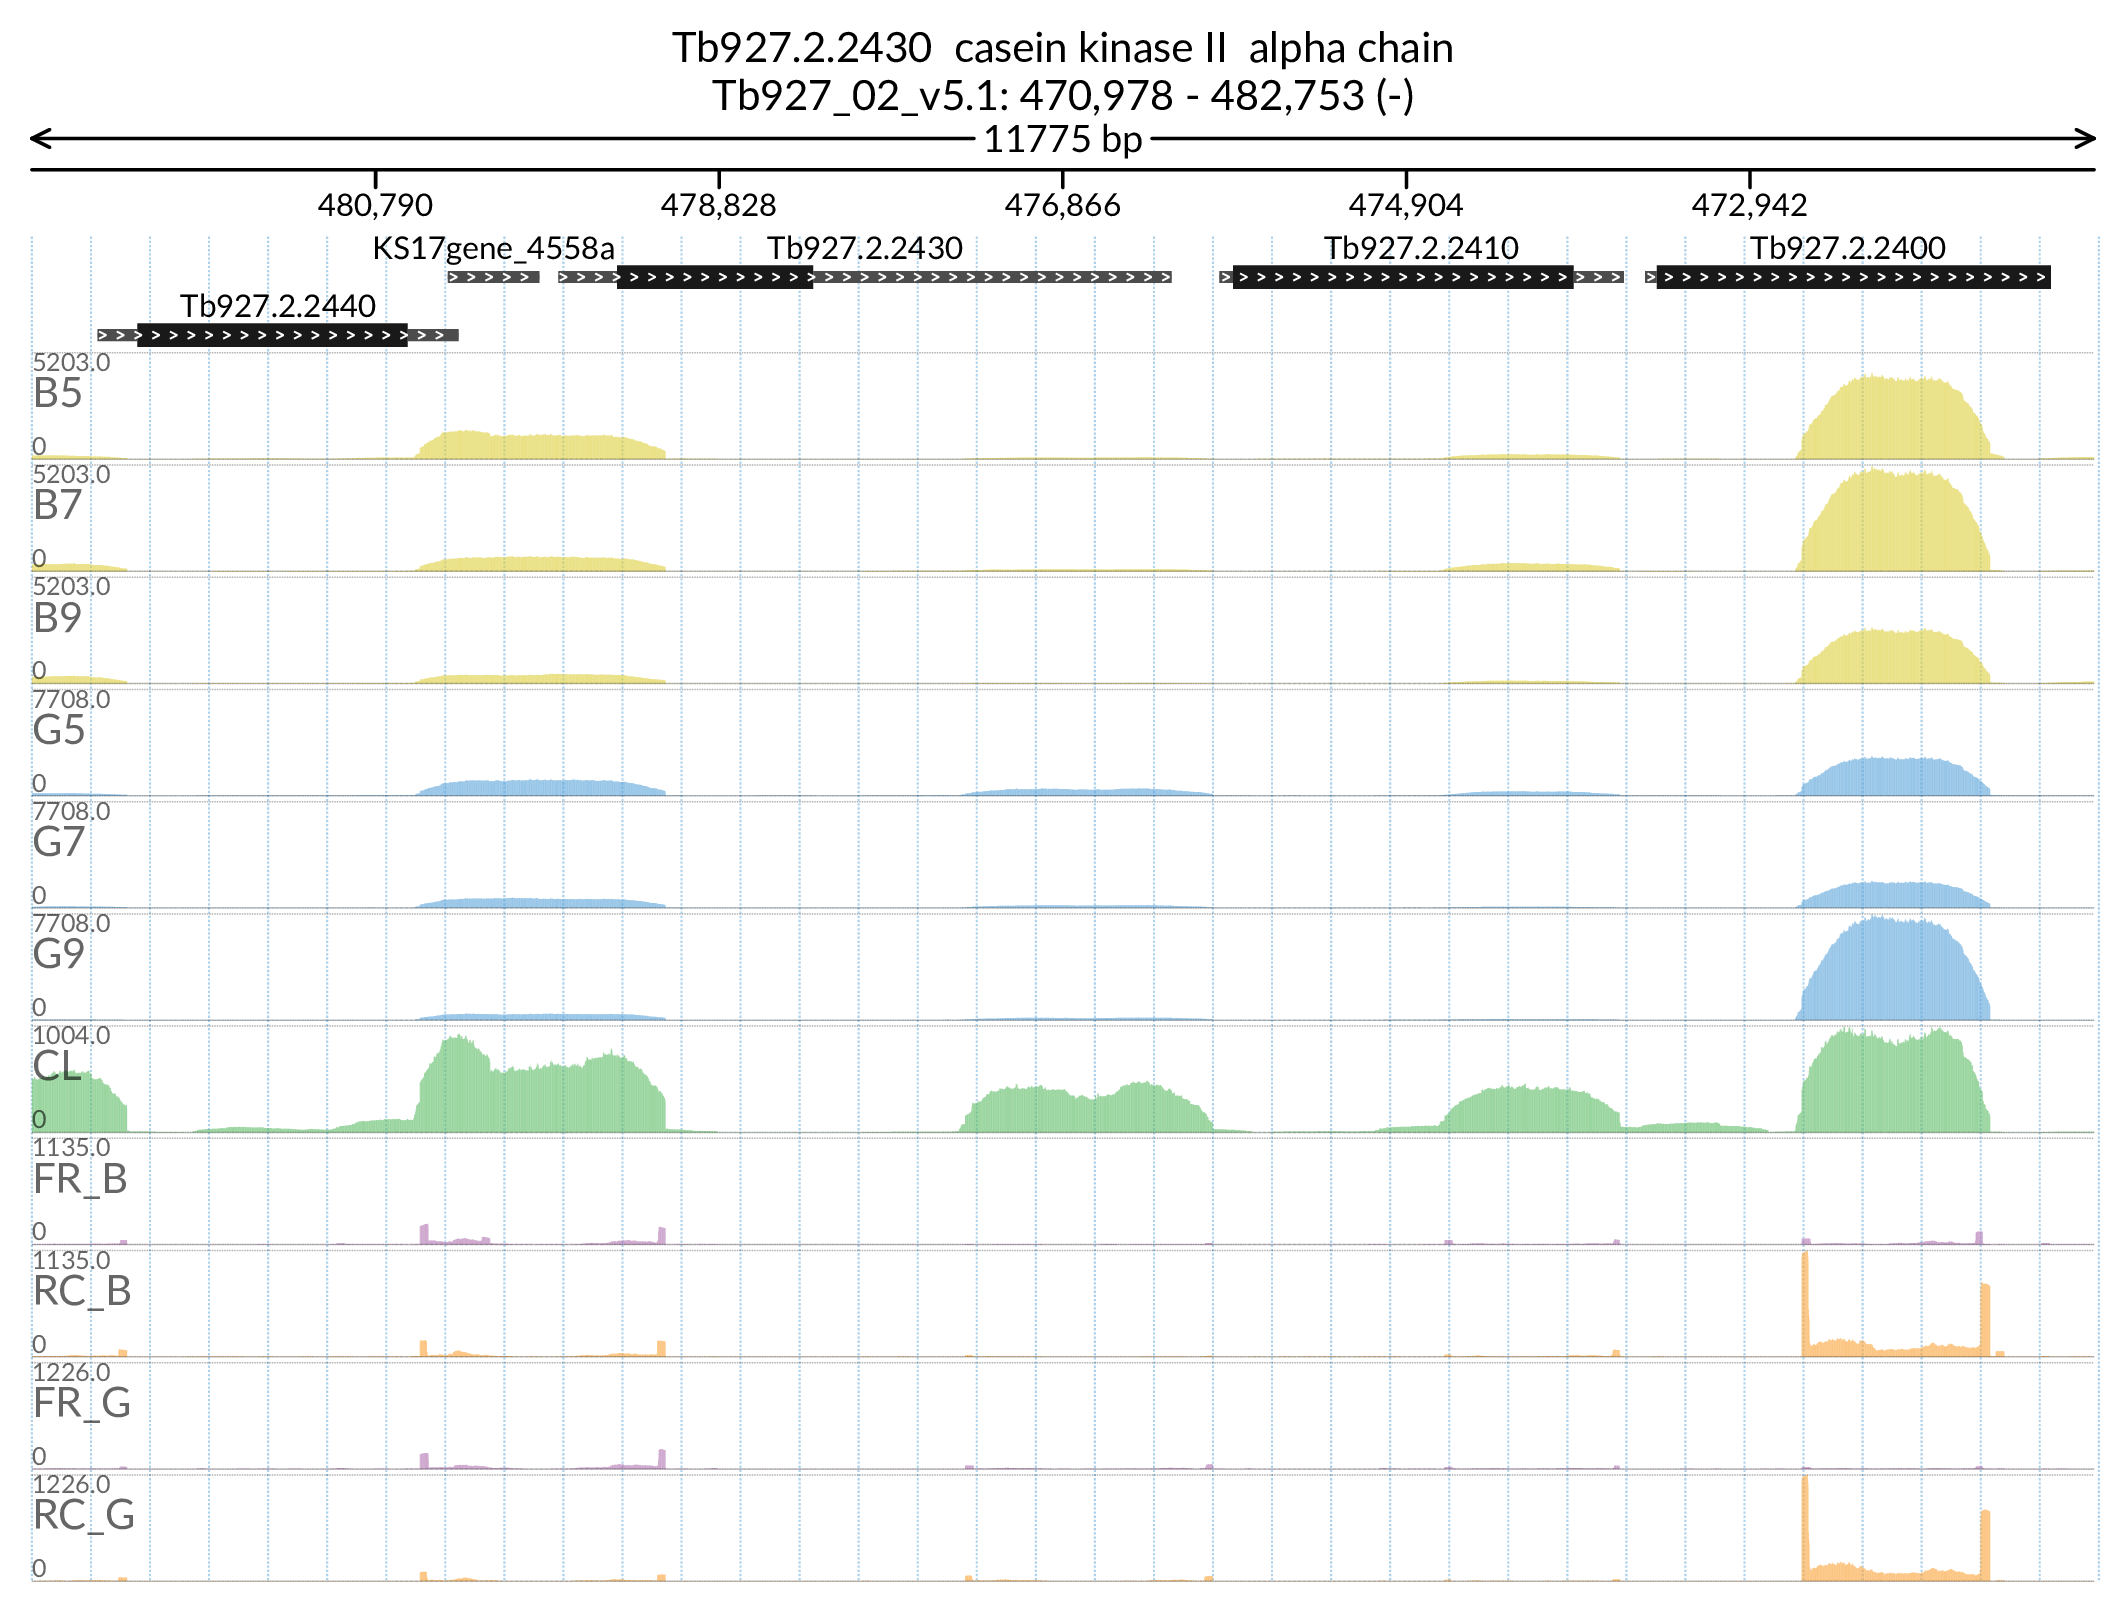 Tb927.2.2430 casein kinase II alpha chain
Tb927_02_v5.1: 470,978 - 482,753 (-)
11775 bp
480,790 478,828 476,866 474,904 472,942
KS17gene_4558a Tb927.2.2430 Tb927.2.2410 Tb927.2.2400
Tb927.2.2440
5203.0
B5
0
5203.0
B7
0
5203.0
B9
0
7708.0
G5
0
7708.0
G7
0
7708.0
G9
0
1004.0
CL
0
1135.0
FR_B
0
1135.0
RC_B
0
1226.0
FR_G
0
1226.0
RC_G
0